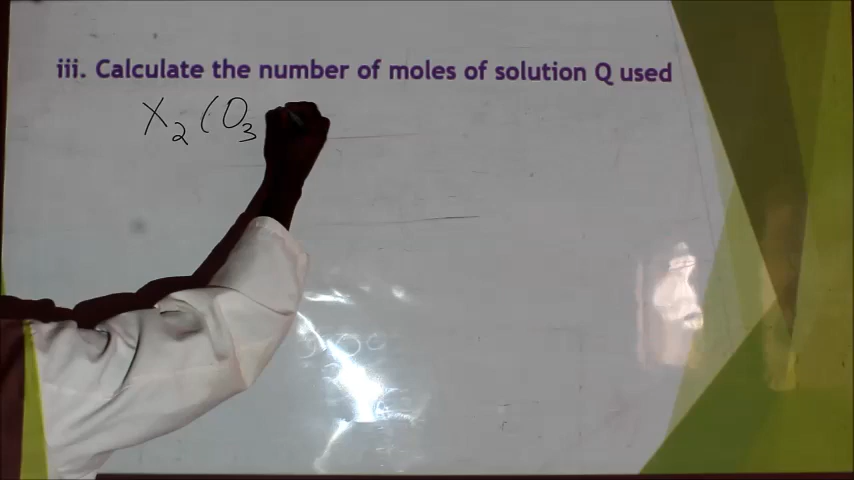 iii. Calculate the number of moles of solution Q used
X₂CO₃